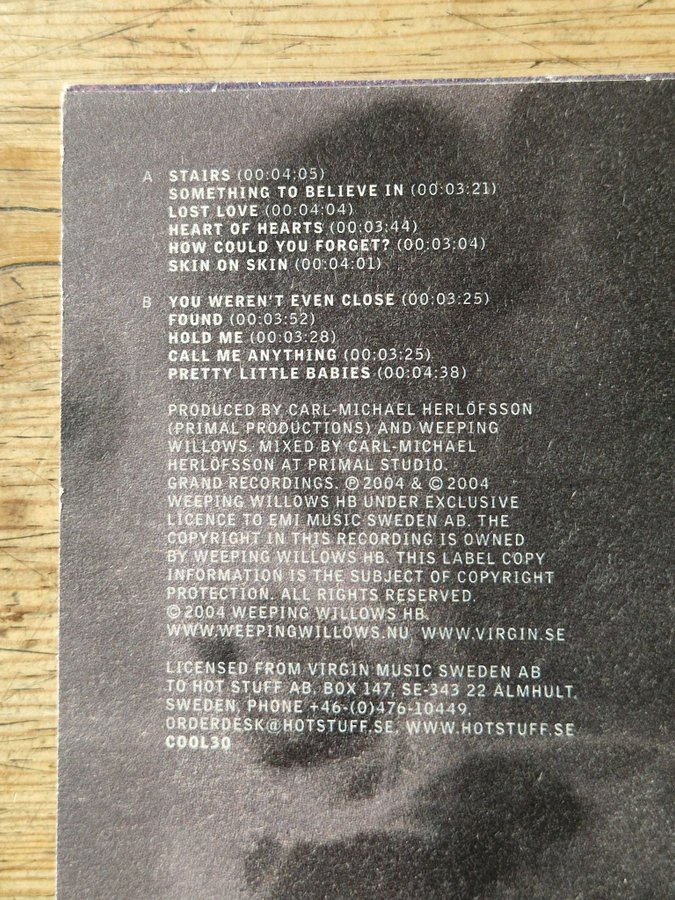 A STAIRS (00:04:05)
SOMETHING TO BELIEVE IN (00:03:21)
LOST LOVE (00:04:04)
HEART OF HEARTS (00:03:44)
HOW COULD YOU FORGET? (00:03:04)
SKIN ON SKIN (00:04:01)
B YOU WEREN'T EVEN CLOSE (00:03:25)
FOUND (00:03:52)
HOLD ME (00:03:28)
CALL ME ANYTHING (00:03:25)
PRETTY LITTLE BABIES (00:04:38)
PRODUCED BY CARL-MICHAEL HERLÖFSSON
(PRIMAL PRODUCTIONS) AND WEEPING
WILLOWS. MIXED BY CARL-MICHAEL
HERLÖFSSON AT PRIMAL STUDIO.
GRAND RECORDINGS. ℗ 2004 & © 2004
WEEPING WILLOWS HB UNDER EXCLUSIVE
LICENCE TO EMI MUSIC SWEDEN AB. THE
COPYRIGHT IN THIS RECORDING IS OWNED
BY WEEPING WILLOWS HB. THIS LABEL COPY
INFORMATION IS THE SUBJECT OF COPYRIGHT
PROTECTION. ALL RIGHTS RESERVED.
© 2004 WEEPING WILLOWS HB.
WWW.WEEPINGWILLOWS.NU WWW.VIRGIN.SE
LICENSED FROM VIRGIN MUSIC SWEDEN AB
TO HOT STUFF AB, BOX 147, SE-343 22 ALMHULT,
SWEDEN, PHONE +46-(0)476-10449,
ORDERDESK@HOTSTUFF.SE, WWW.HOTSTUFF.SE
COOL30